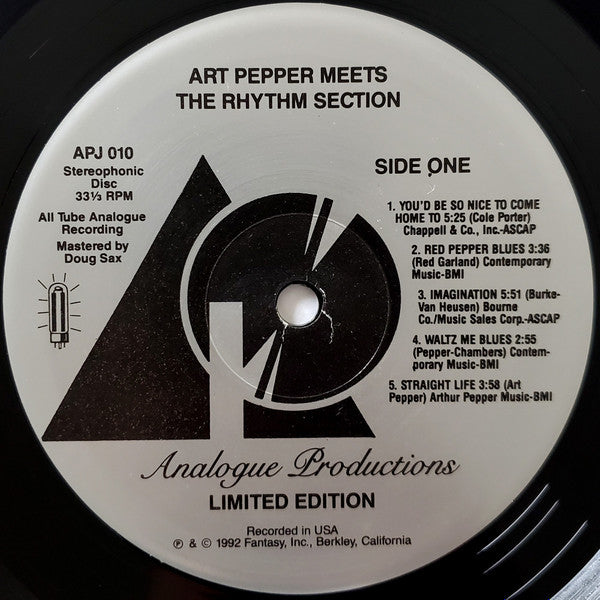 ART PEPPER MEETS
THE RHYTHM SECTION
APJ 010
Stereophonic
Disc
33⅓ RPM
All Tube Analogue
Recording
Mastered by
Doug Sax
SIDE ONE
1. YOU'D BE SO NICE TO COME
HOME TO 5:25 (Cole Porter)
Chappell & Co., Inc.-ASCAP
2. RED PEPPER BLUES 3:36
(Red Garland) Contemporary
Music-BMI
3. IMAGINATION 5:51 (Burke-
Van Heusen) Bourne
Co./Music Sales Corp.-ASCAP
4. WALTZ ME BLUES 2:55
(Pepper-Chambers) Contem-
porary Music-BMI
5. STRAIGHT LIFE 3:58 (Art
Pepper) Arthur Pepper Music-BMI
Analogue Productions
LIMITED EDITION
Recorded in USA
℗ & © 1992 Fantasy, Inc., Berkley, California